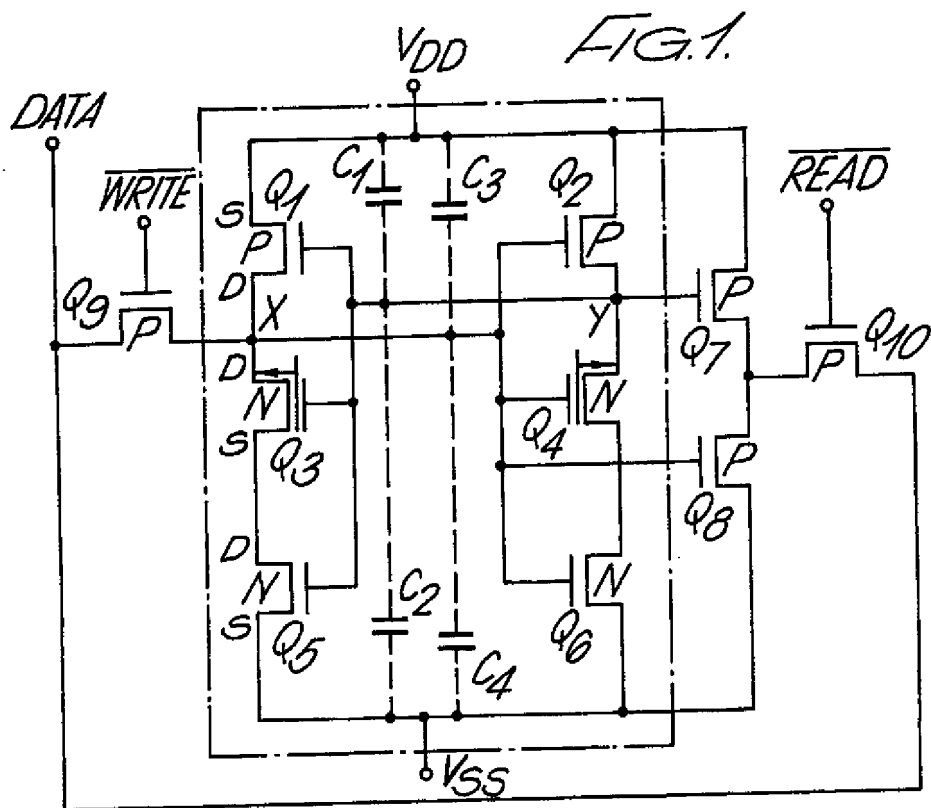 FIG.1.
VDD
DATA
WRITE
READ
C1
C3
Q1
Q2
S
P
D
P
Q9
P
X
Y
P
Q7
Q10
P
D
N
S
Q3
Q4
N
P
Q8
D
N
S
Q5
C2
C4
N
Q6
VSS